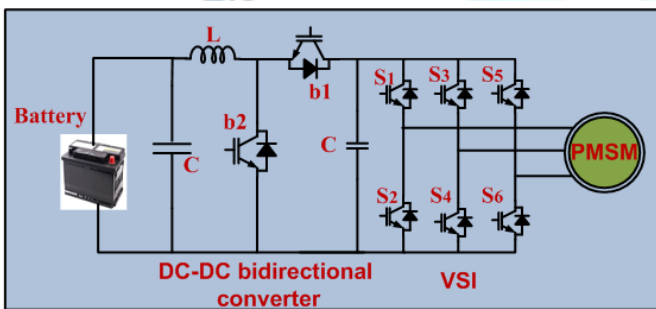 L
b1
S1
S3
S5
Battery
b2
C
C
PMSM
S2
S4
S6
DC-DC bidirectional
converter
VSI